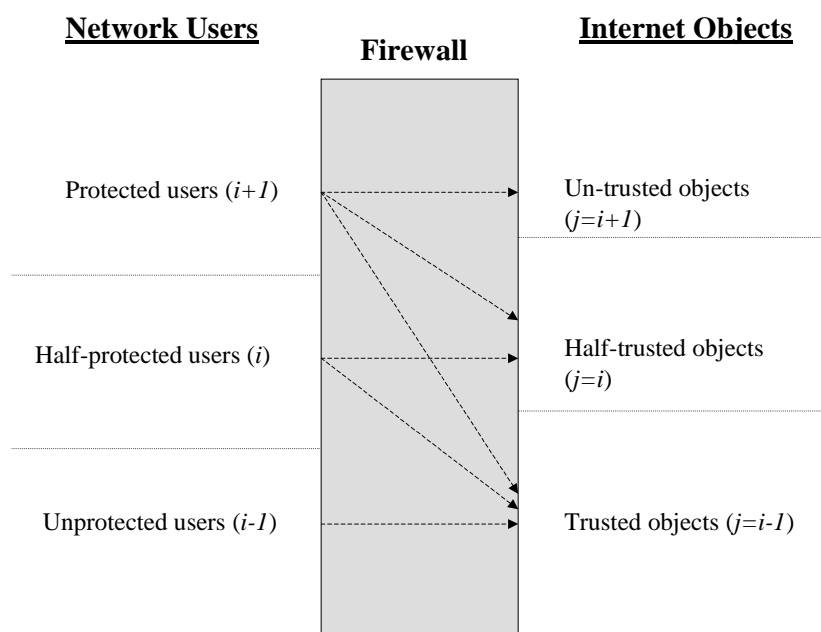 Network Users
Firewall
Internet Objects
Protected users (i+1)
Un-trusted objects
(j=i+1)
Half-protected users (i)
Half-trusted objects
(j=i)
Unprotected users (i-1)
Trusted objects (j=i-1)